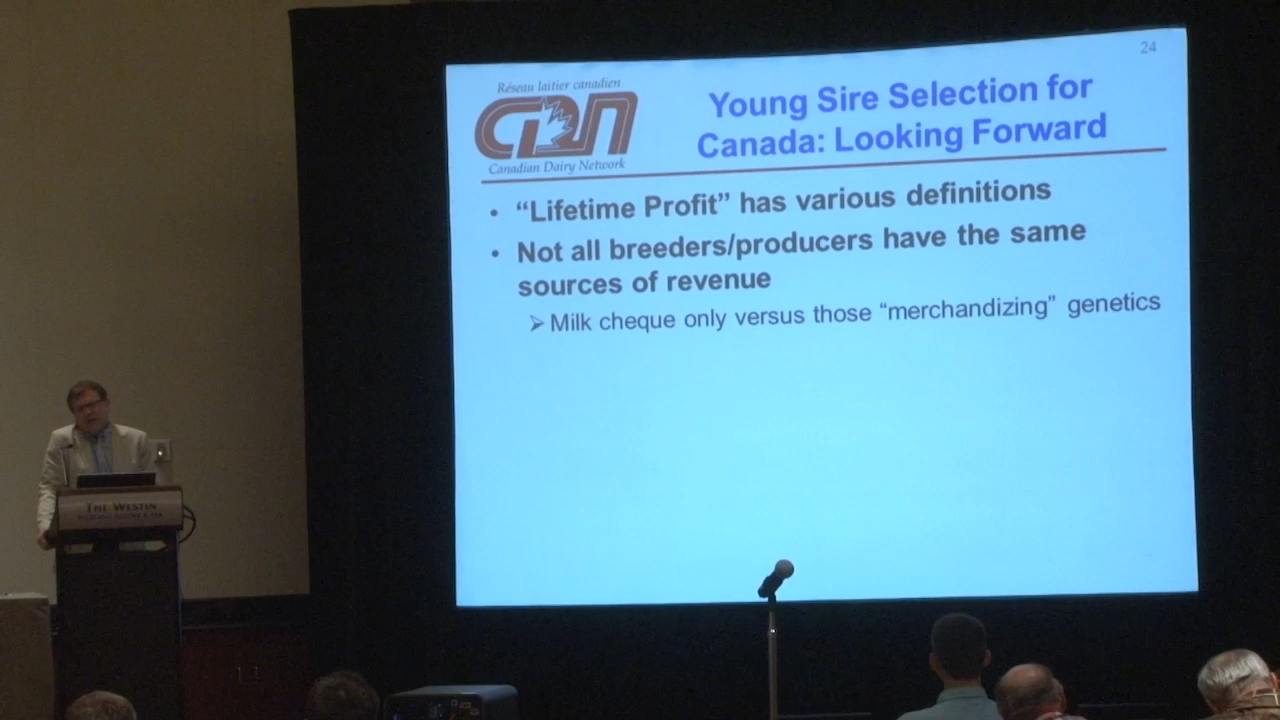 24
Réseau laitier canadien
CDN
Canadian Dairy Network
Young Sire Selection for
Canada: Looking Forward
• “Lifetime Profit” has various definitions
• Not all breeders/producers have the same
sources of revenue
➢ Milk cheque only versus those “merchandizing” genetics
THE WESTIN